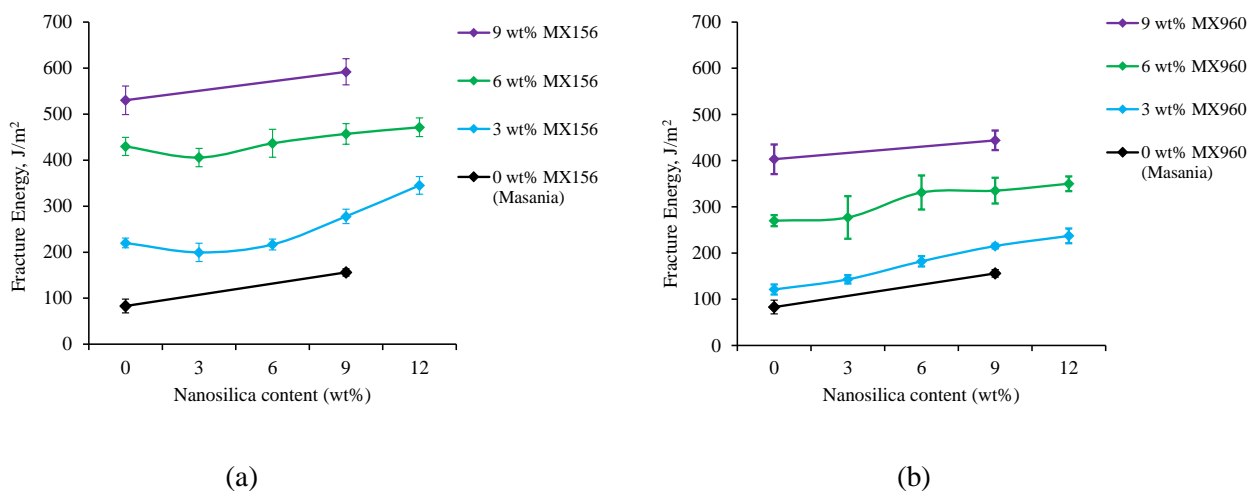 700
600
500
400
300
200
100
0
Fracture Energy, J/m²
0 3 6 9 12
Nanosilica content (wt%)
9 wt% MX156
6 wt% MX156
3 wt% MX156
0 wt% MX156
(Masania)
(a)
700
600
500
400
300
200
100
0
Fracture Energy, J/m²
0 3 6 9 12
Nanosilica content (wt%)
9 wt% MX960
6 wt% MX960
3 wt% MX960
0 wt% MX960
(Masania)
(b)